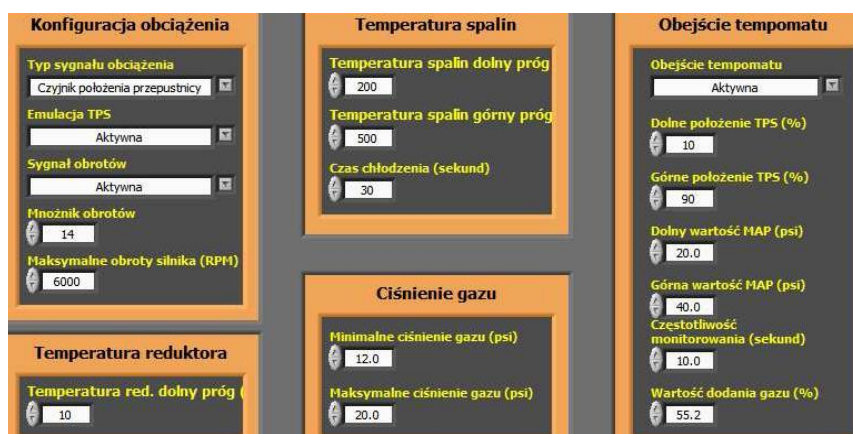 Konfiguracja obciążenia
Typ sygnału obciążenia
Czyjnik położenia przepustnicy
Emulacja TPS
Aktywna
Sygnał obrotów
Aktywna
Mnożnik obrotów
14
Maksymalne obroty silnika (RPM)
6000
Temperatura reduktora
Temperatura red. dolny próg (
10
Temperatura spalin
Temperatura spalin dolny próg
200
Temperatura spalin górny próg
500
Czas chłodzenia (sekund)
30
Ciśnienie gazu
Minimalne ciśnienie gazu (psi)
12.0
Maksymalne ciśnienie gazu (psi)
20.0
Obejście tempomatu
Obejście tempomatu
Aktywna
Dolne położenie TPS (%)
10
Górne położenie TPS (%)
90
Dolny wartość MAP (psi)
20.0
Górna wartość MAP (psi)
40.0
Częstotliwość
monitorowania (sekund)
10.0
Wartość dodania gazu (%)
55.2